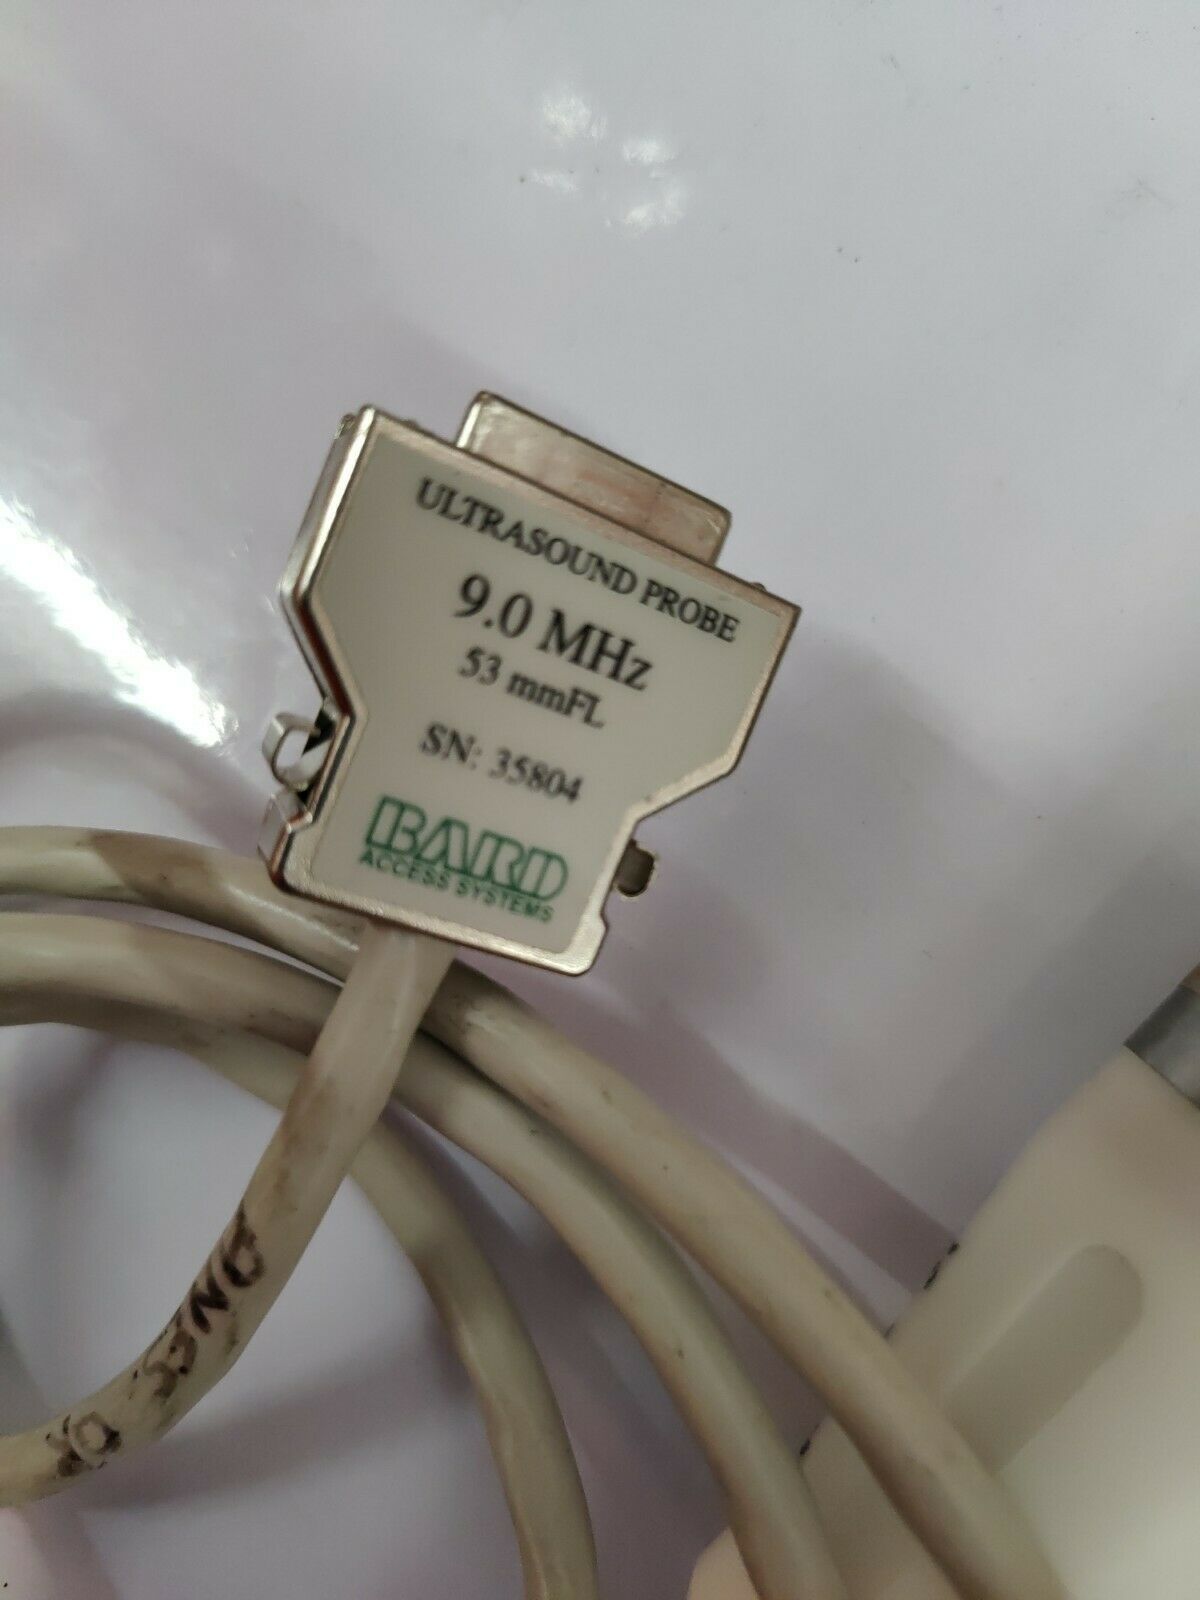 ULTRASOUND PROBE
9.0 MHz
53 mmFL
SN: 35804
BARD
ACCESS SYSTEMS